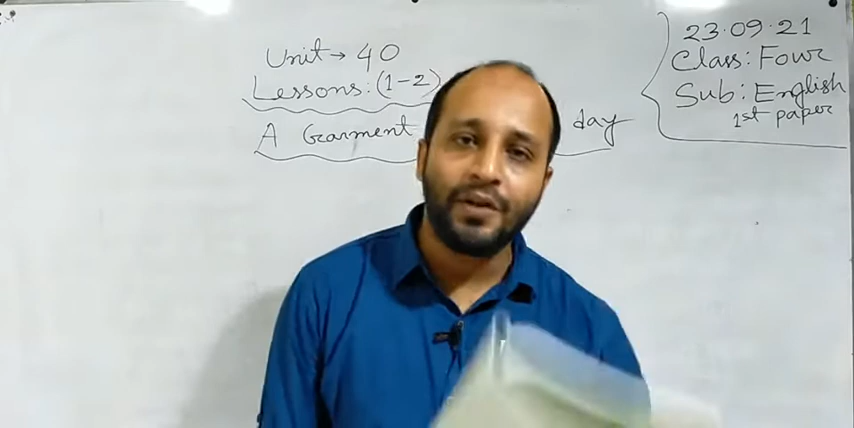 Unit → 40
Lessons: (1-2)
A Garment day
23.09.21
Class: Four
Sub: English
1st paper